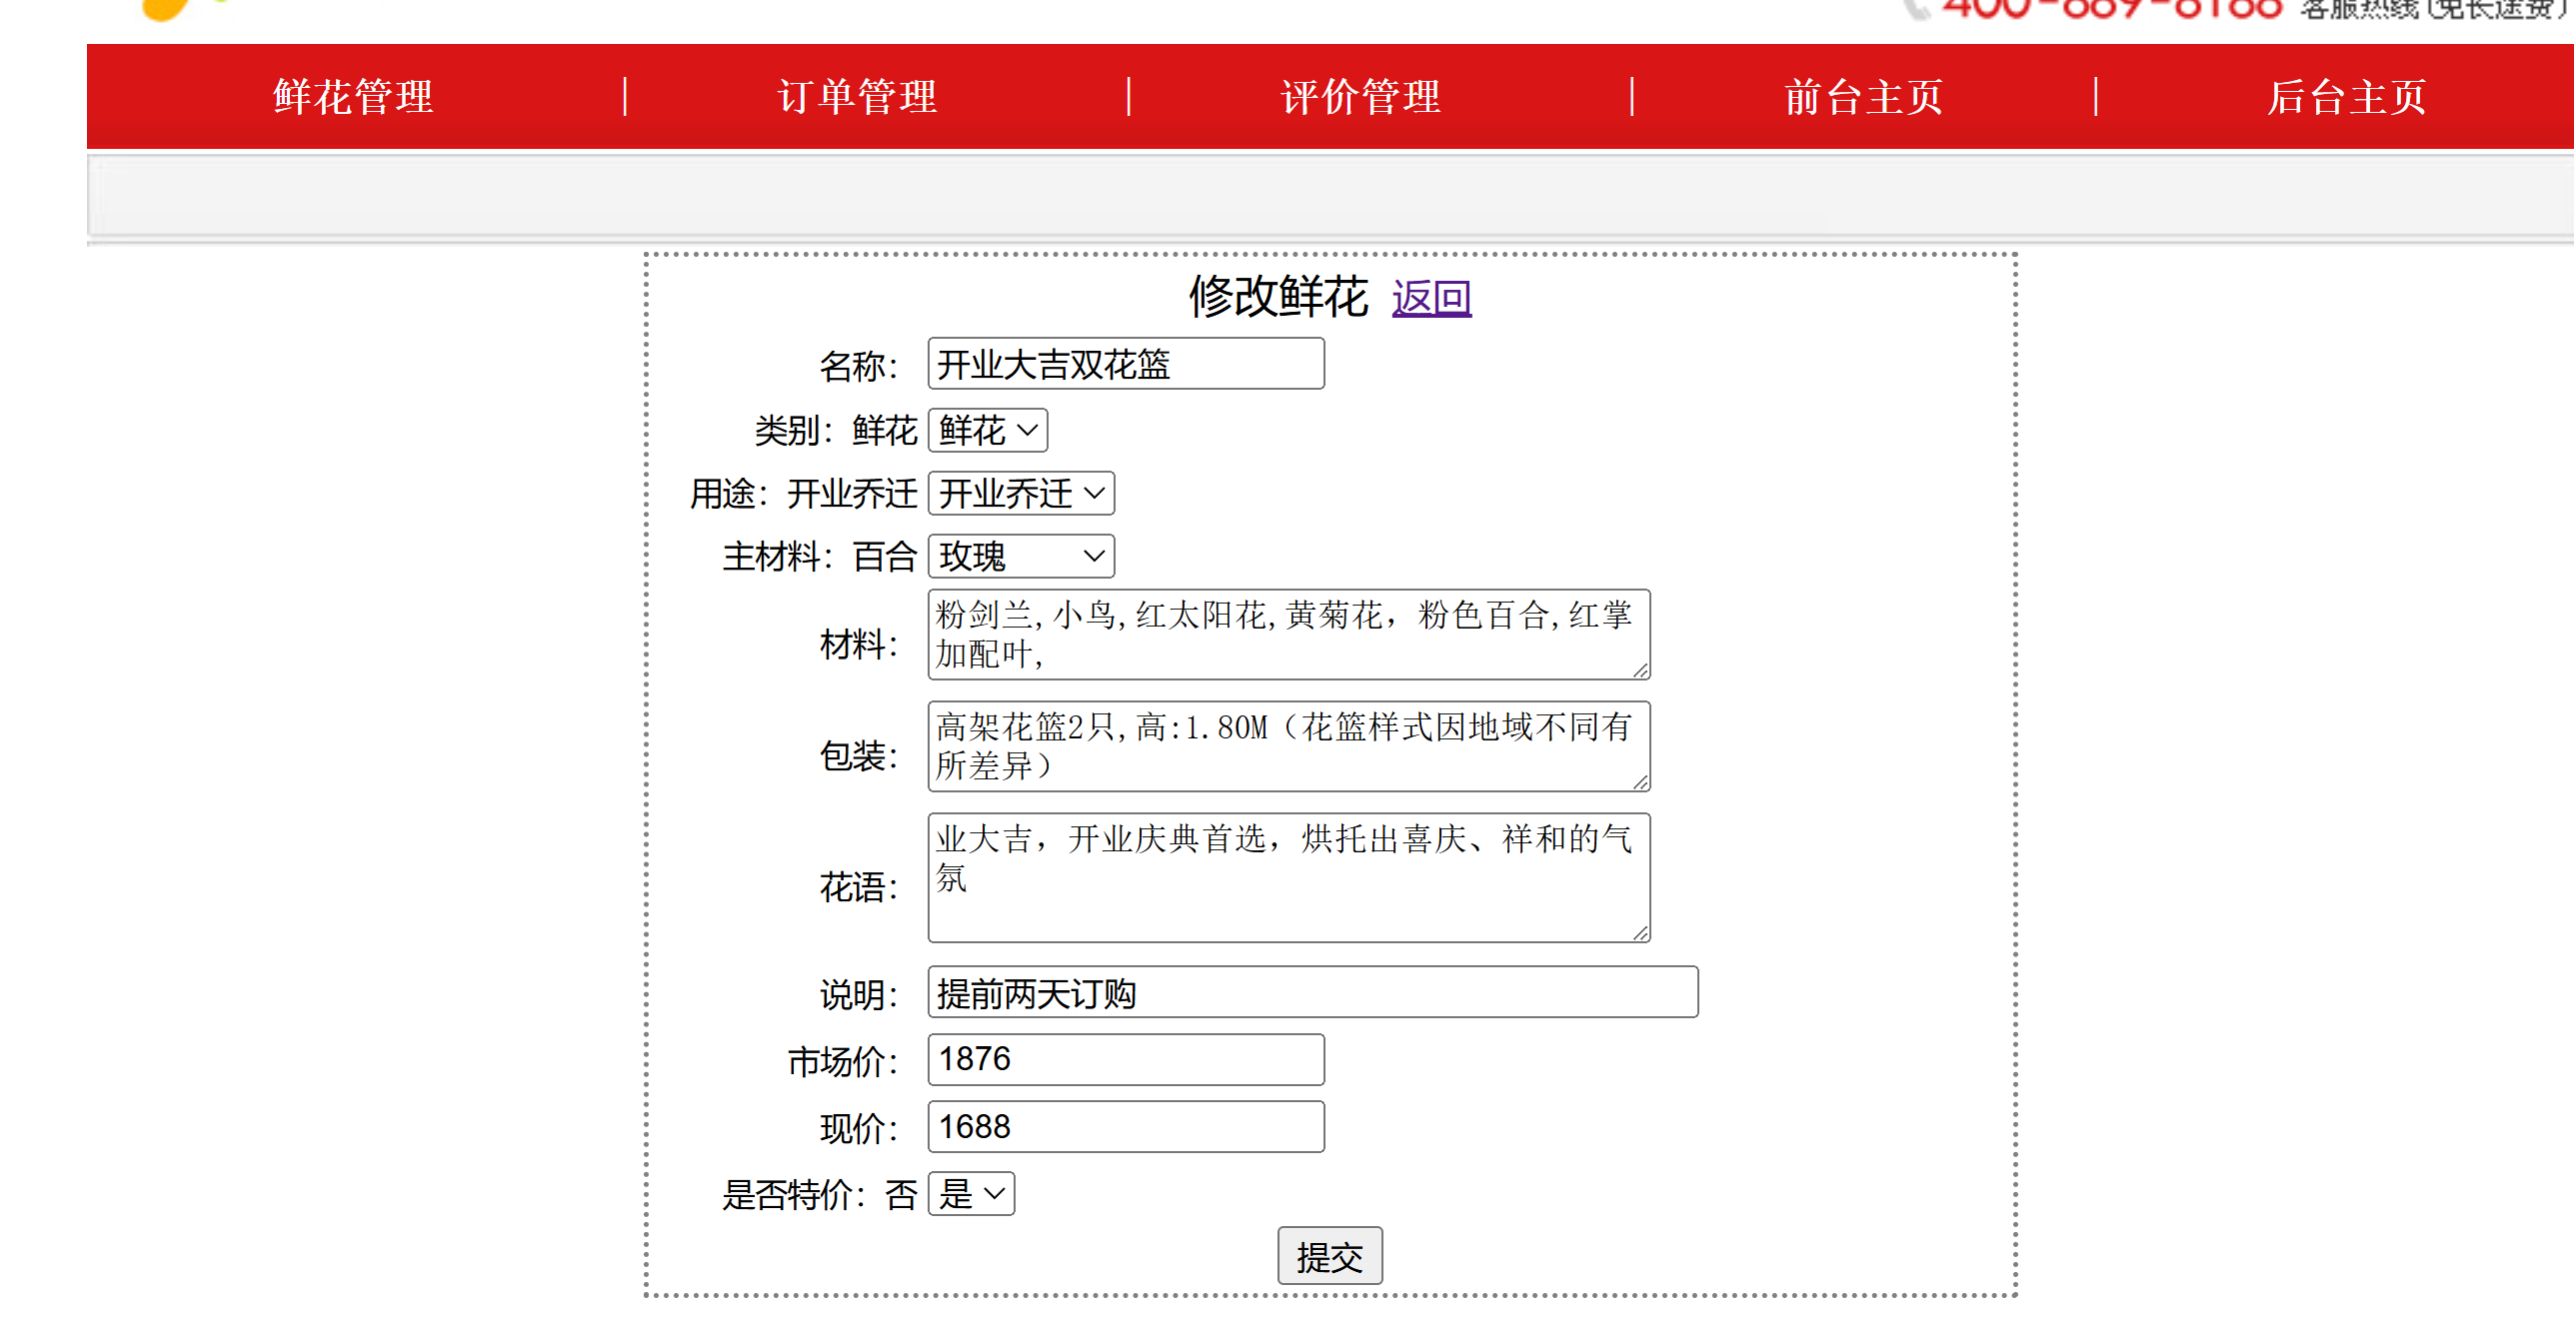 400-889-8188 客服热线(免长途费)
鲜花管理 | 订单管理 | 评价管理 | 前台主页 | 后台主页
修改鲜花 返回
名称： 开业大吉双花篮
类别：鲜花 鲜花
用途：开业乔迁 开业乔迁
主材料：百合 玫瑰
材料： 粉剑兰,小鸟,红太阳花,黄菊花，粉色百合,红掌
加配叶,
包装： 高架花篮2只,高:1.80M（花篮样式因地域不同有
所差异）
花语： 业大吉，开业庆典首选，烘托出喜庆、祥和的气
氛
说明： 提前两天订购
市场价： 1876
现价： 1688
是否特价：否 是
提交